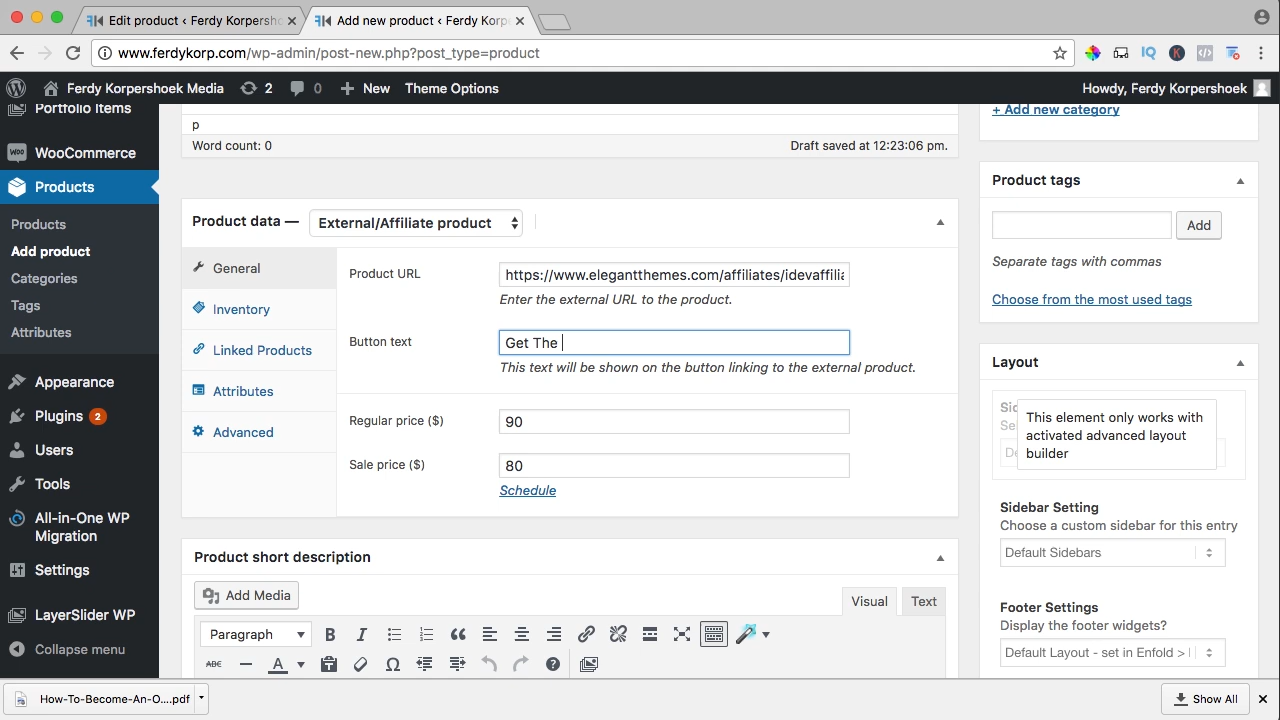 Edit product ‹ Ferdy Korpersho
Add new product ‹ Ferdy Korp
www.ferdykorp.com/wp-admin/post-new.php?post_type=product
Ferdy Korpershoek Media
2
0
New
Theme Options
Howdy, Ferdy Korpershoek
Portfolio Items
WooCommerce
Products
Products
Add product
Categories
Tags
Attributes
Appearance
Plugins 2
Users
Tools
All-in-One WP
Migration
Settings
LayerSlider WP
Collapse menu
p
Word count: 0
Draft saved at 12:23:06 pm.
Product data — External/Affiliate product
General
Inventory
Linked Products
Attributes
Advanced
Product URL
https://www.elegantthemes.com/affiliates/idevaffilia
Enter the external URL to the product.
Button text
Get The
This text will be shown on the button linking to the external product.
Regular price ($)
90
Sale price ($)
80
Schedule
Product short description
Add Media
Visual
Text
Paragraph
B I
ABC
A
+ Add new category
Product tags
Add
Separate tags with commas
Choose from the most used tags
Layout
This element only works with
activated advanced layout
builder
Sidebar Setting
Choose a custom sidebar for this entry
Default Sidebars
Footer Settings
Display the footer widgets?
Default Layout - set in Enfold >
How-To-Become-An-O....pdf
Show All